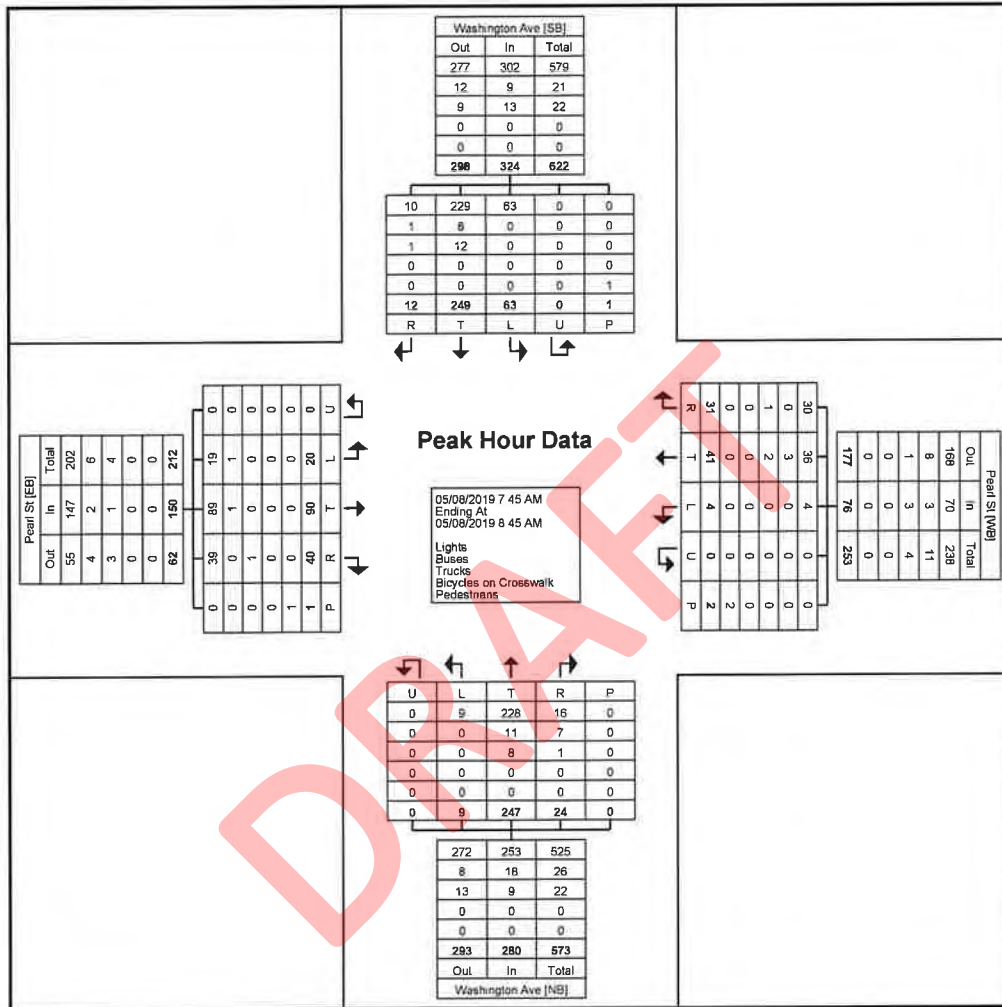 Washington Ave [SB]
Out In Total
277 302 579
12 9 21
9 13 22
0 0 0
0 0 0
298 324 622
10 229 63 0 0
1 8 0 0 0
1 12 0 0 0
0 0 0 0 0
0 0 0 0 1
12 249 63 0 1
R T L U P
Pearl St [EB]
Out In Total
55 147 202
4 2 6
3 1 4
0 0 0
0 0 0
62 150 212
0 19 89 39 0
0 1 1 0 0
0 0 0 1 0
0 0 0 0 0
0 0 0 0 1
0 20 90 40 1
U L T R P
Peak Hour Data
05/08/2019 7 45 AM
Ending At
05/08/2019 8 45 AM
Lights
Buses
Trucks
Bicycles on Crosswalk
Pedestrians
R T L U P
31 41 4 0 2
0 0 0 0 2
0 0 0 0 0
1 2 0 0 0
0 3 0 0 0
30 36 4 0 0
Pearl St [WB]
Out In Total
168 70 238
8 3 11
1 3 4
0 0 0
0 0 0
177 76 253
U L T R P
0 9 228 16 0
0 0 11 7 0
0 0 8 1 0
0 0 0 0 0
0 0 0 0 0
0 9 247 24 0
272 253 525
8 18 26
13 9 22
0 0 0
0 0 0
293 280 573
Out In Total
Washington Ave [NB]
DRAFT